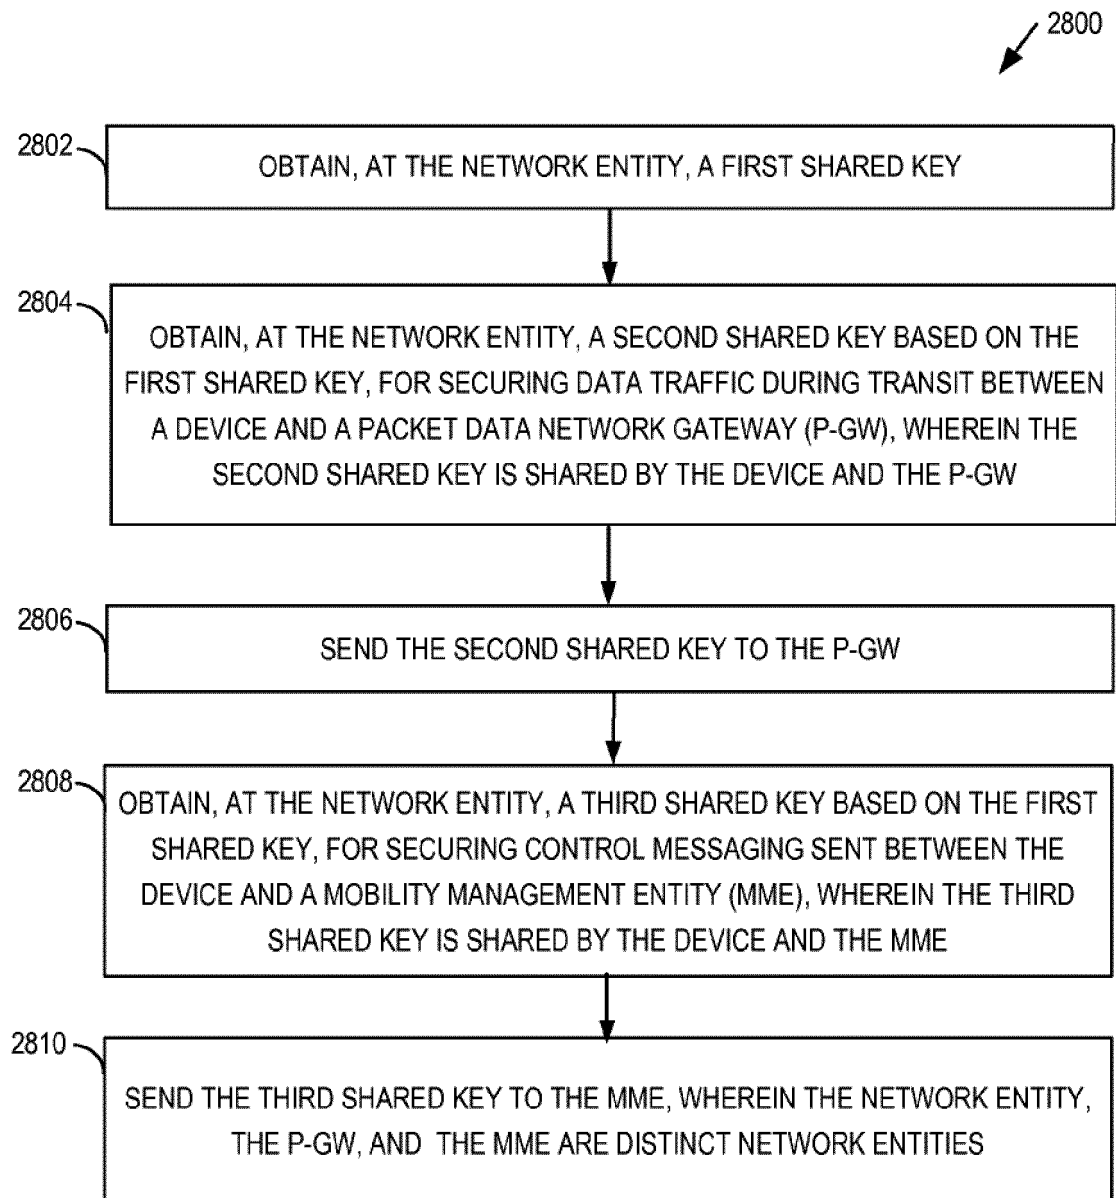 2800
2802
OBTAIN, AT THE NETWORK ENTITY, A FIRST SHARED KEY
2804
OBTAIN, AT THE NETWORK ENTITY, A SECOND SHARED KEY BASED ON THE
FIRST SHARED KEY, FOR SECURING DATA TRAFFIC DURING TRANSIT BETWEEN
A DEVICE AND A PACKET DATA NETWORK GATEWAY (P-GW), WHEREIN THE
SECOND SHARED KEY IS SHARED BY THE DEVICE AND THE P-GW
2806
SEND THE SECOND SHARED KEY TO THE P-GW
2808
OBTAIN, AT THE NETWORK ENTITY, A THIRD SHARED KEY BASED ON THE FIRST
SHARED KEY, FOR SECURING CONTROL MESSAGING SENT BETWEEN THE
DEVICE AND A MOBILITY MANAGEMENT ENTITY (MME), WHEREIN THE THIRD
SHARED KEY IS SHARED BY THE DEVICE AND THE MME
2810
SEND THE THIRD SHARED KEY TO THE MME, WHEREIN THE NETWORK ENTITY,
THE P-GW, AND THE MME ARE DISTINCT NETWORK ENTITIES